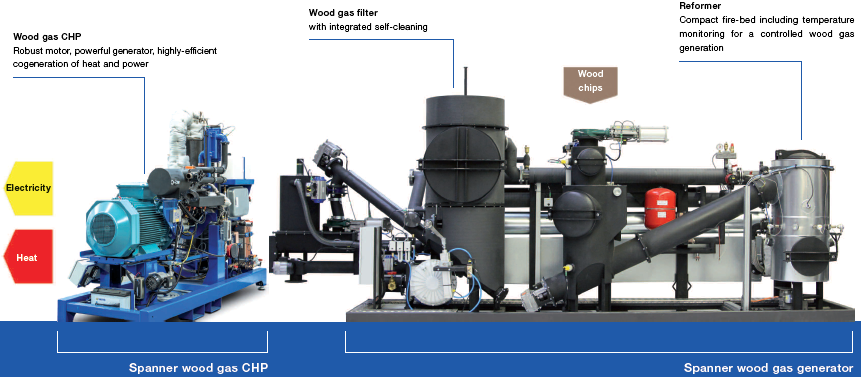 Wood gas CHP
Robust motor, powerful generator, highly-efficient
cogeneration of heat and power
Wood gas filter
with integrated self-cleaning
Reformer
Compact fire-bed including temperature
monitoring for a controlled wood gas
generation
Wood
chips
Electricity
Heat
Spanner wood gas CHP
Spanner wood gas generator